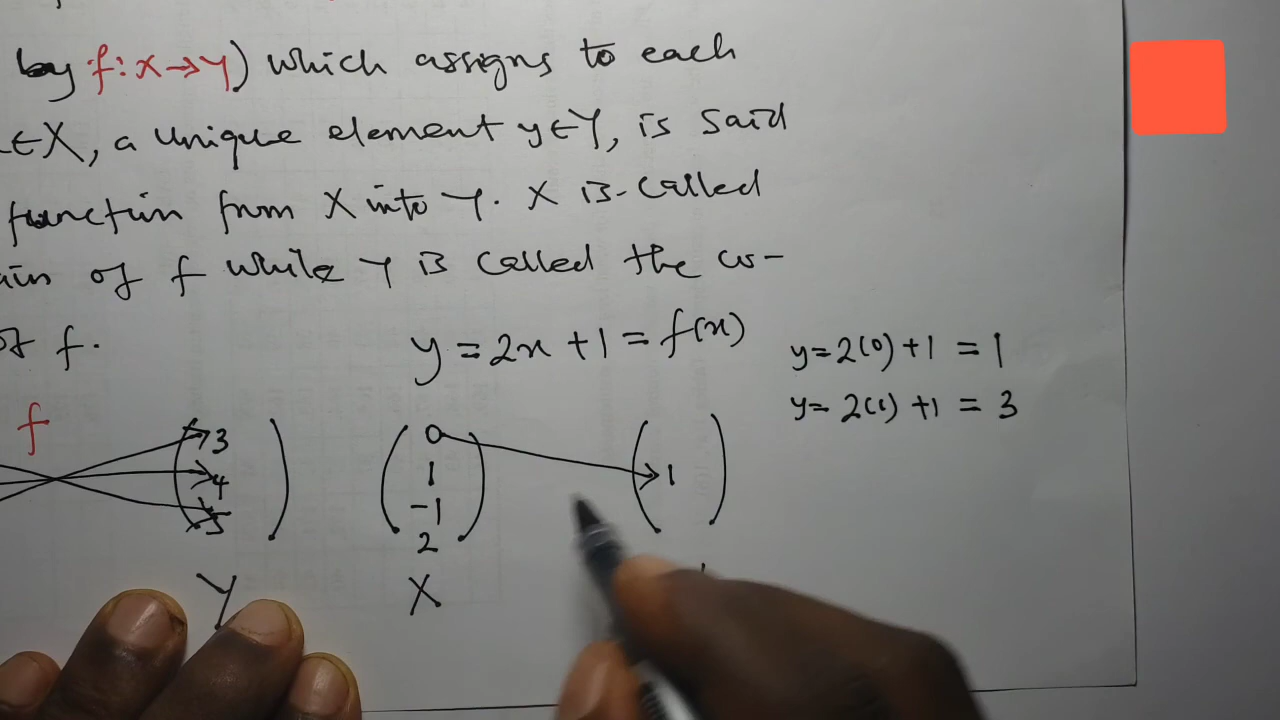 by f: X → Y) which assigns to each
∈X, a unique element y∈Y, is said
function from X into Y. X is called
ain of f while Y is called the co-
of f.
y = 2x + 1 = f(x)
y = 2(0) + 1 = 1
y = 2(1) + 1 = 3
f
3
4
5
Y
0
1
-1
2
X
1